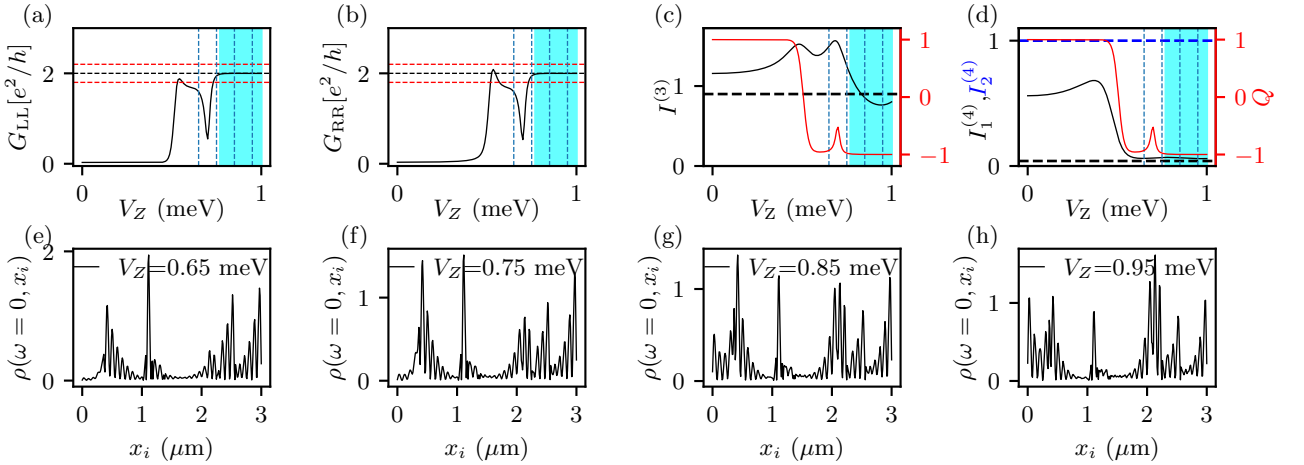 (a)
(b)
(c)
(d)
G_LL[e²/h]
2
0
0
1
V_Z (meV)
G_RR[e²/h]
2
0
0
1
V_Z (meV)
I^(3)
1
0
0
1
1
0
−1
V_Z (meV)
I_1^(4), I_2^(4)
1
0
0
1
1
0
−1
Q
V_Z (meV)
(e)
(f)
(g)
(h)
ρ(ω = 0, x_i)
2
1
0
V_Z=0.65 meV
0
1
2
3
x_i (μm)
ρ(ω = 0, x_i)
1
0
V_Z=0.75 meV
0
1
2
3
x_i (μm)
ρ(ω = 0, x_i)
1
0
V_Z=0.85 meV
0
1
2
3
x_i (μm)
ρ(ω = 0, x_i)
1
0
V_Z=0.95 meV
0
1
2
3
x_i (μm)